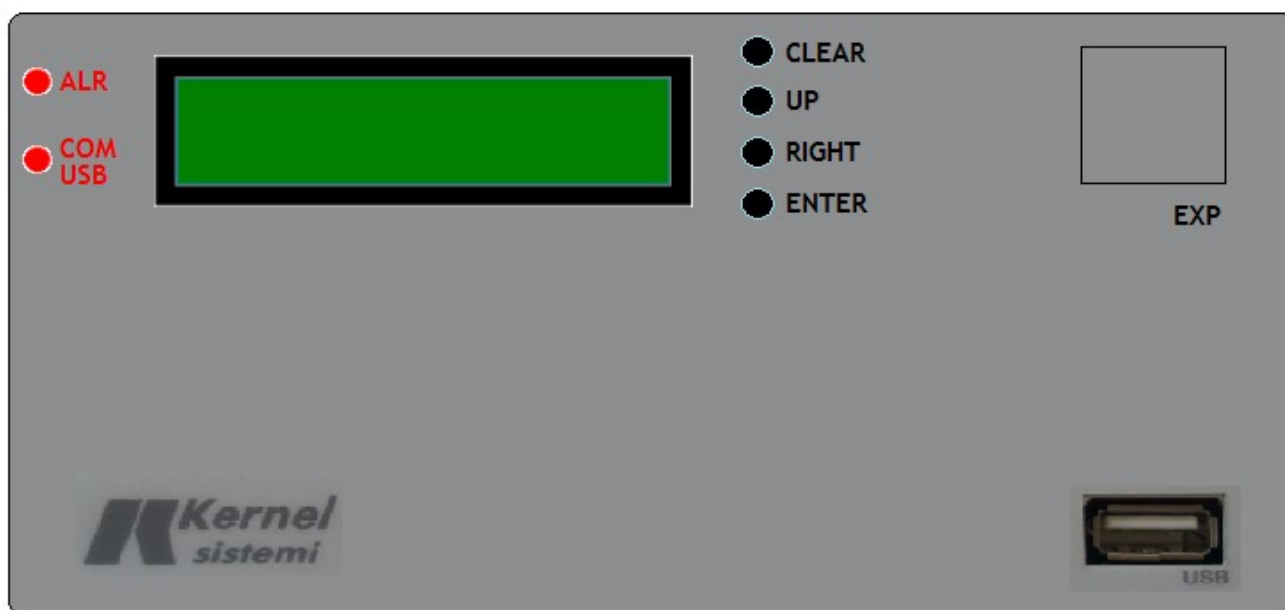 ALR
COM
USB
CLEAR
UP
RIGHT
ENTER
EXP
Kernel
sistemi
USB